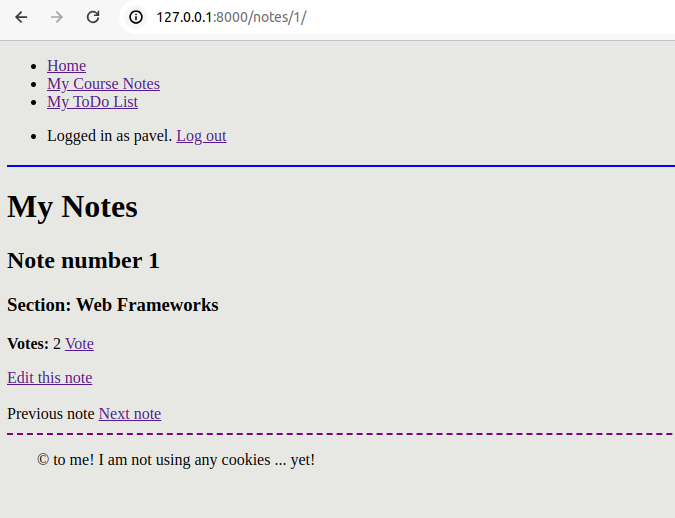 127.0.0.1:8000/notes/1/
Home
My Course Notes
My ToDo List
Logged in as pavel. Log out
My Notes
Note number 1
Section: Web Frameworks
Votes: 2 Vote
Edit this note
Previous note Next note
© to me! I am not using any cookies ... yet!